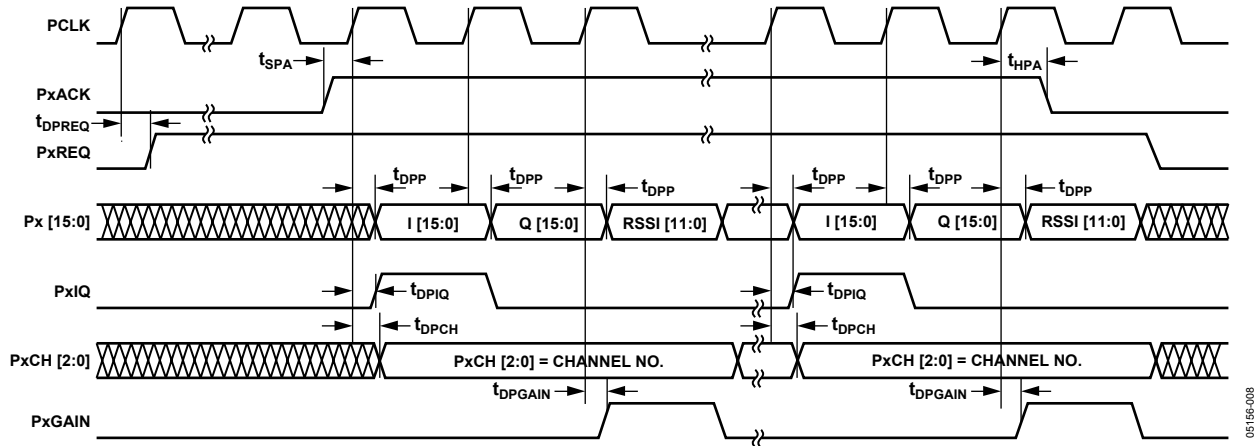 PCLK
tSPA
tHPA
PxACK
tDPREQ
PxREQ
tDPP
tDPP
tDPP
tDPP
tDPP
tDPP
Px [15:0]
I [15:0]
Q [15:0]
RSSI [11:0]
I [15:0]
Q [15:0]
RSSI [11:0]
PxIQ
tDPIQ
tDPIQ
tDPCH
tDPCH
PxCH [2:0]
PxCH [2:0] = CHANNEL NO.
PxCH [2:0] = CHANNEL NO.
tDPGAIN
tDPGAIN
PxGAIN
05156-008